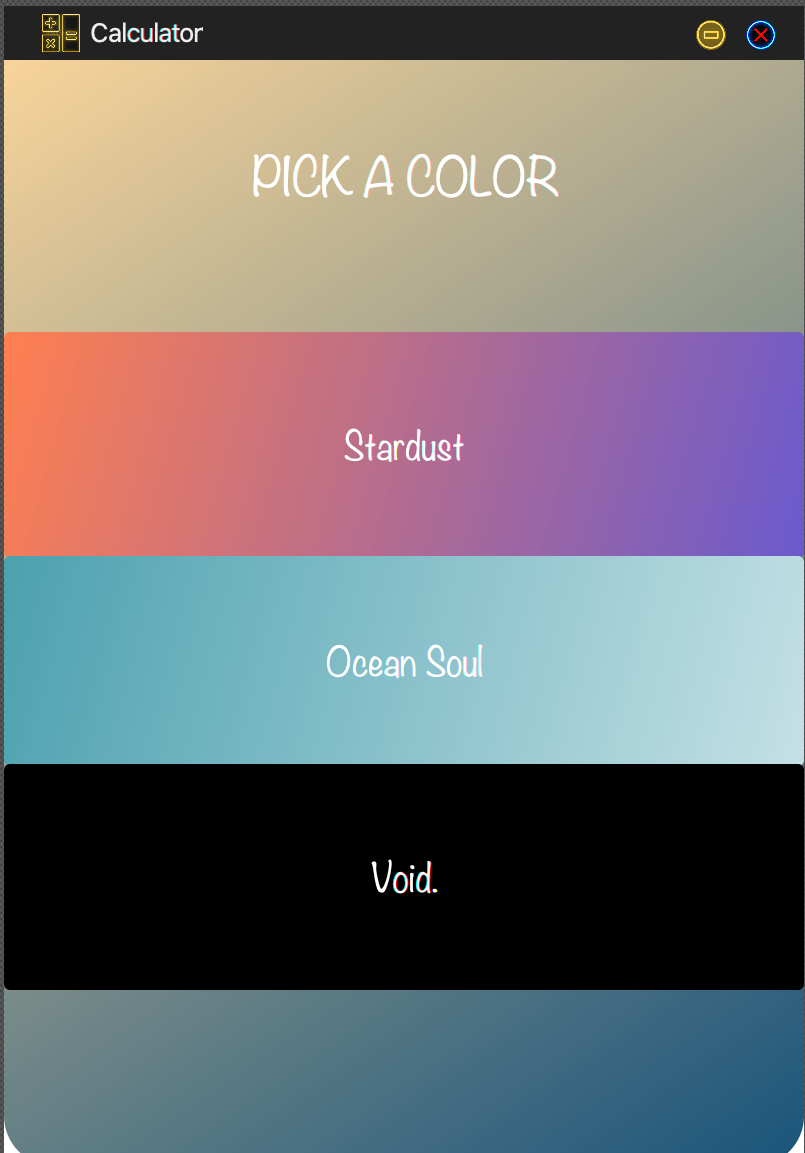 Calculator
PICK A COLOR
Stardust
Ocean Soul
Void.